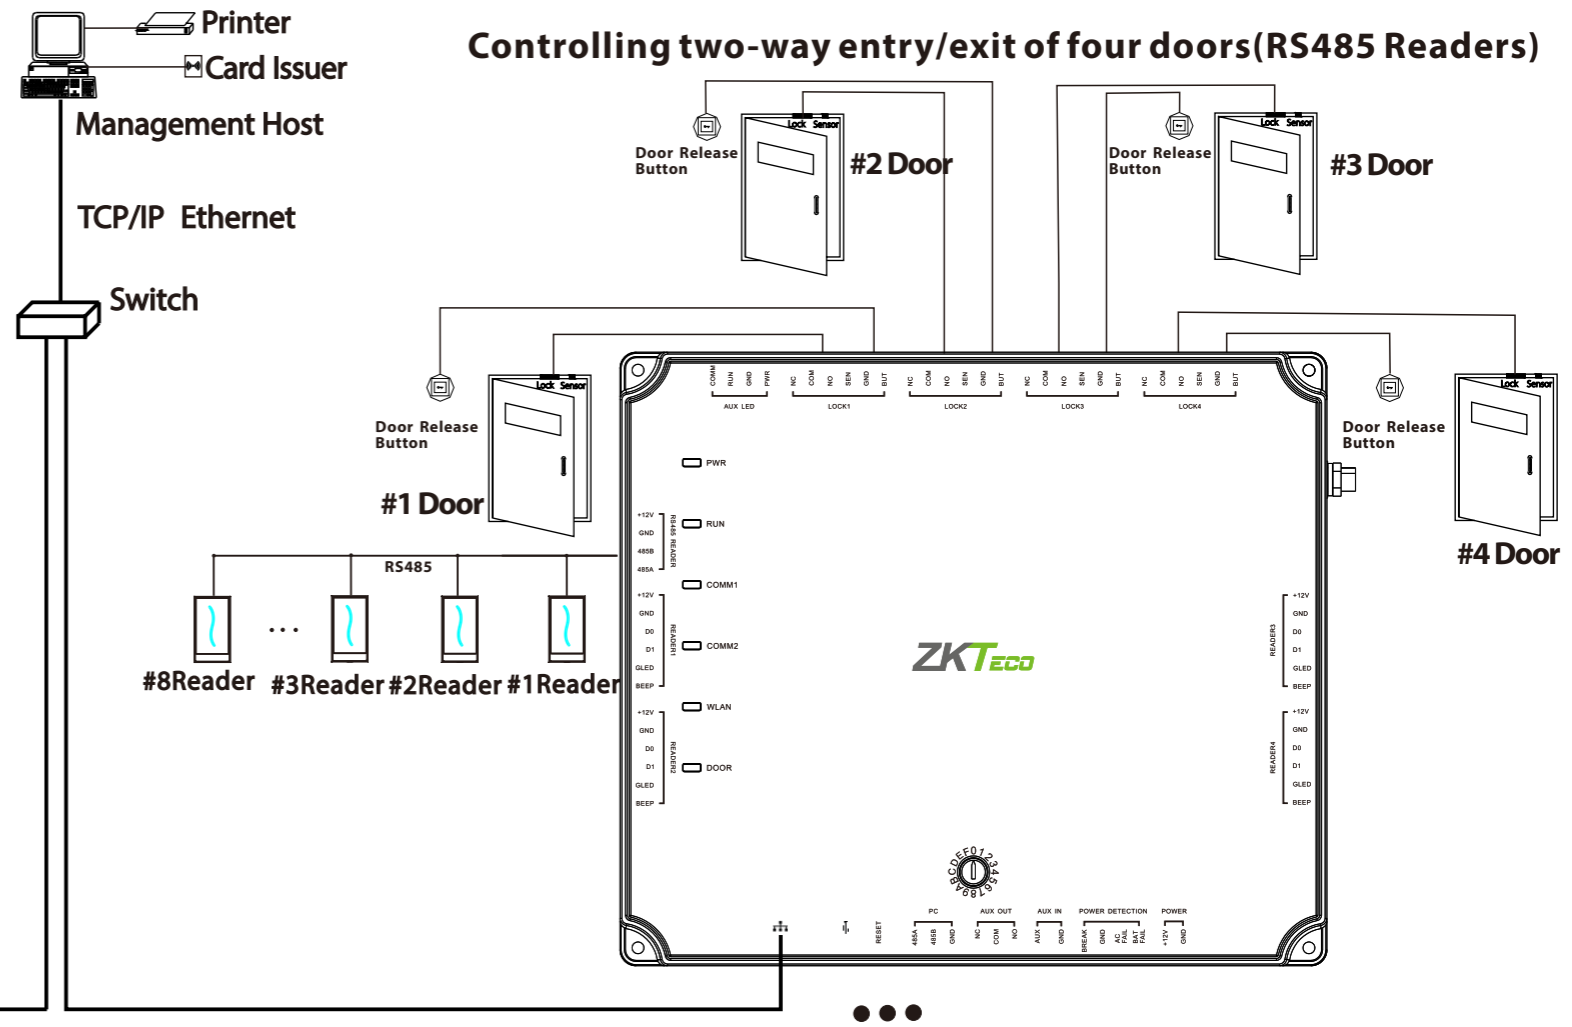 Printer
Controlling two-way entry/exit of four doors(RS485 Readers)
Card Issuer
Management Host
Lock Sensor
Door Release
Button
#2 Door
Lock Sensor
Door Release
Button
#3 Door
TCP/IP Ethernet
Switch
Lock Sensor
Door Release
Button
#1 Door
Lock Sensor
Door Release
Button
#4 Door
COMM RUN GND PWR
AUX LED
NC COM NO SEN GND BUT
LOCK1
NC COM NO SEN GND BUT
LOCK2
NC COM NO SEN GND BUT
LOCK3
NC COM NO SEN GND BUT
LOCK4
PWR
RUN
COMM1
COMM2
WLAN
DOOR
+12V
GND
485B
485A
RS485 READER
+12V
GND
D0
D1
GLED
BEEP
READER1
+12V
GND
D0
D1
GLED
BEEP
READER2
RS485
...
#8Reader #3Reader #2Reader #1Reader
ZKTECO
+12V
GND
D0
D1
GLED
BEEP
READER3
+12V
GND
D0
D1
GLED
BEEP
READER4
0123456789ABCDEF
RESET
PC
485A 485B GND
AUX OUT
NC COM NO
AUX IN
AUX GND
POWER DETECTION
BREAK GND AC FAIL BAT FAIL
POWER
+12V GND